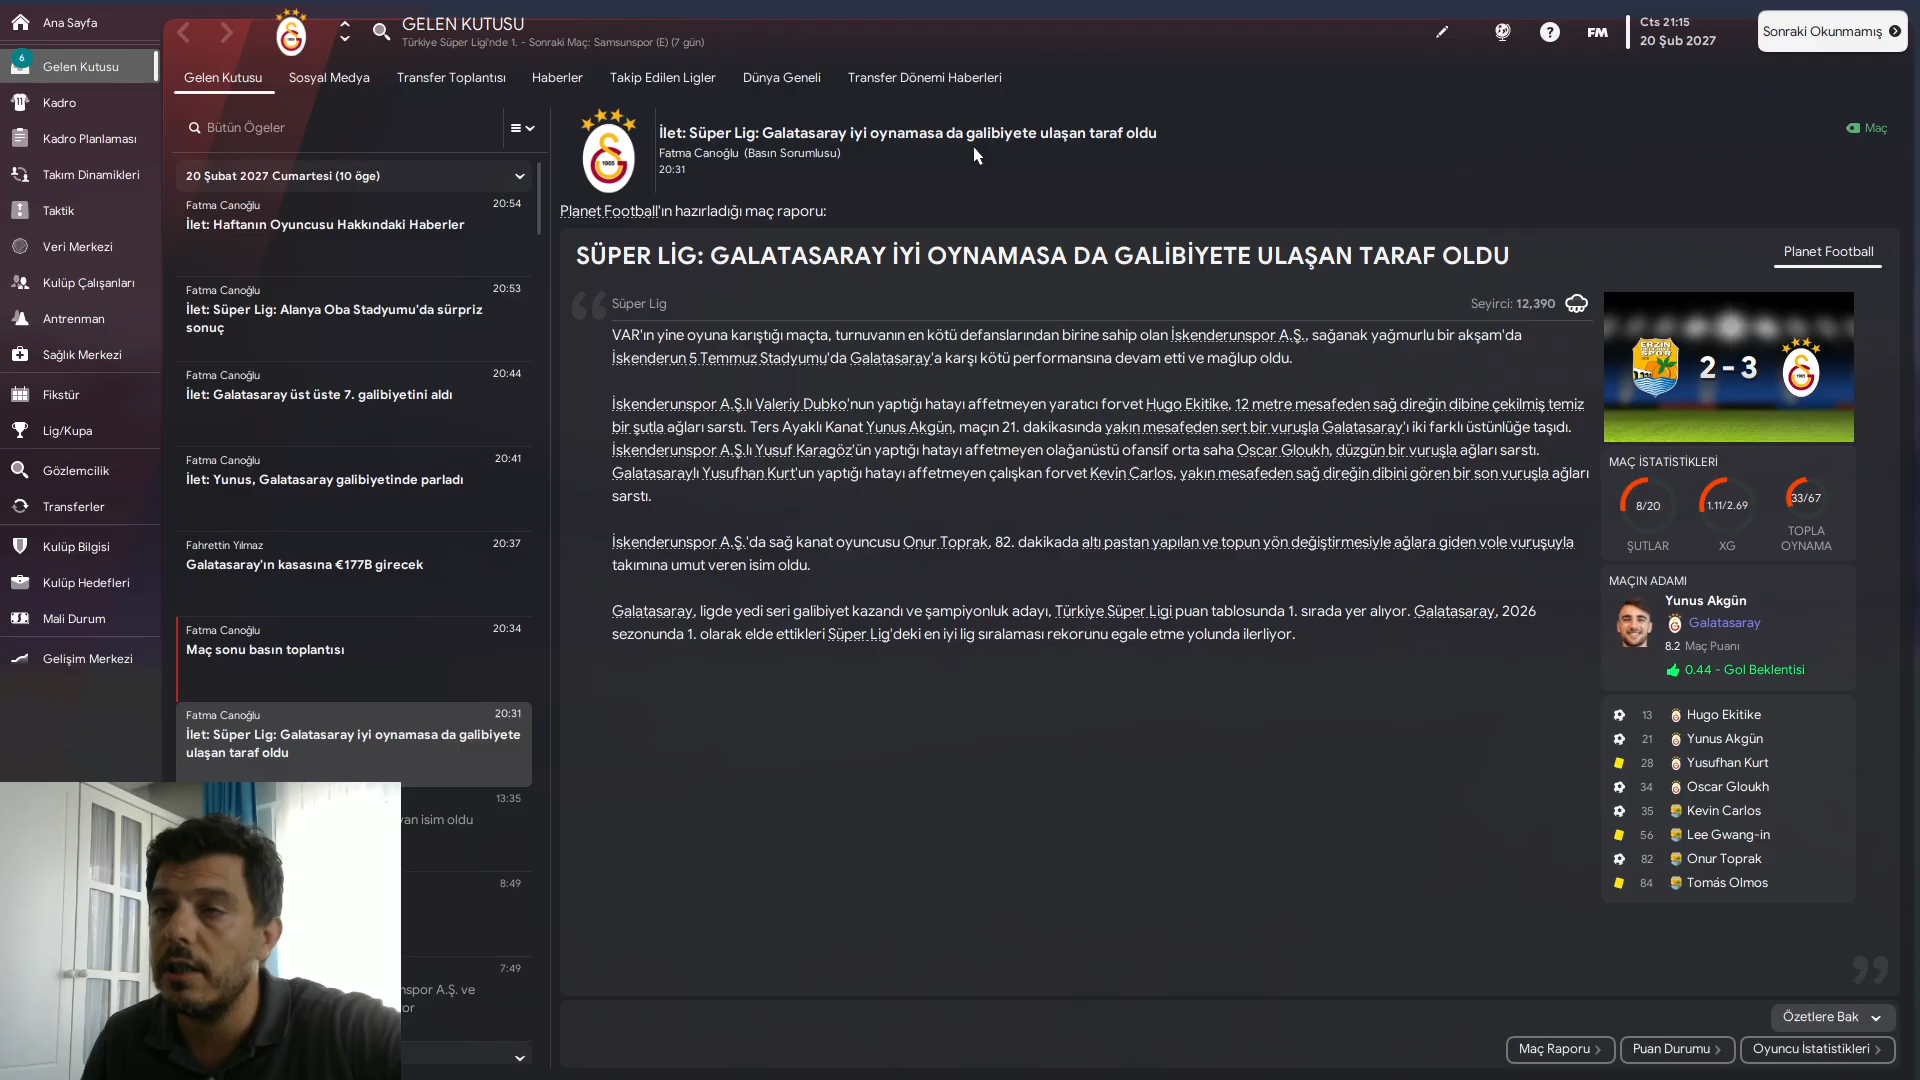 Ana Sayfa
6
Gelen Kutusu
Kadro
Kadro Planlaması
Takım Dinamikleri
Taktik
Veri Merkezi
Kulüp Çalışanları
Antrenman
Sağlık Merkezi
Fikstür
Lig/Kupa
Gözlemcilik
Transferler
Kulüp Bilgisi
Kulüp Hedefleri
Mali Durum
Gelişim Merkezi
GELEN KUTUSU
Türkiye Süper Ligi'nde 1. - Sonraki Maç: Samsunspor (E) (7 gün)
FM
Cts 21:15
20 Şub 2027
Sonraki Okunmamış
Gelen Kutusu
Sosyal Medya
Transfer Toplantısı
Haberler
Takip Edilen Ligler
Dünya Geneli
Transfer Dönemi Haberleri
Bütün Ögeler
20 Şubat 2027 Cumartesi (10 öge)
Fatma Canoğlu 20:54
İlet: Haftanın Oyuncusu Hakkındaki Haberler
Fatma Canoğlu 20:53
İlet: Süper Lig: Alanya Oba Stadyumu'da sürpriz
sonuç
Fatma Canoğlu 20:44
İlet: Galatasaray üst üste 7. galibiyetini aldı
Fatma Canoğlu 20:41
İlet: Yunus, Galatasaray galibiyetinde parladı
Fahrettin Yılmaz 20:37
Galatasaray'ın kasasına €177B girecek
Fatma Canoğlu 20:34
Maç sonu basın toplantısı
Fatma Canoğlu 20:31
İlet: Süper Lig: Galatasaray iyi oynamasa da galibiyete
ulaşan taraf oldu
13:35
yan isim oldu
8:49
7:49
nspor A.Ş. ve
or
İlet: Süper Lig: Galatasaray iyi oynamasa da galibiyete ulaşan taraf oldu
Fatma Canoğlu (Basın Sorumlusu)
20:31
Maç
Planet Football'ın hazırladığı maç raporu:
SÜPER LİG: GALATASARAY İYİ OYNAMASA DA GALİBİYETE ULAŞAN TARAF OLDU
Planet Football
Süper Lig
Seyirci: 12,390
VAR'ın yine oyuna karıştığı maçta, turnuvanın en kötü defanslarından birine sahip olan İskenderunspor A.Ş., sağanak yağmurlu bir akşam'da
İskenderun 5 Temmuz Stadyumu'da Galatasaray'a karşı kötü performansına devam etti ve mağlup oldu.
İskenderunspor A.Ş.lı Valeriy Dubko'nun yaptığı hatayı affetmeyen yaratıcı forvet Hugo Ekitike, 12 metre mesafeden sağ direğin dibine çekilmiş temiz
bir şutla ağları sarstı. Ters Ayaklı Kanat Yunus Akgün, maçın 21. dakikasında yakın mesafeden sert bir vuruşla Galatasaray'ı iki farklı üstünlüğe taşıdı.
İskenderunspor A.Ş.lı Yusuf Karagöz'ün yaptığı hatayı affetmeyen olağanüstü ofansif orta saha Oscar Gloukh, düzgün bir vuruşla ağları sarstı.
Galatasaraylı Yusufhan Kurt'un yaptığı hatayı affetmeyen çalışkan forvet Kevin Carlos, yakın mesafeden sağ direğin dibini gören bir son vuruşla ağları
sarstı.
İskenderunspor A.Ş.'da sağ kanat oyuncusu Onur Toprak, 82. dakikada altı pastan yapılan ve topun yön değiştirmesiyle ağlara giden vole vuruşuyla
takımına umut veren isim oldu.
Galatasaray, ligde yedi seri galibiyet kazandı ve şampiyonluk adayı, Türkiye Süper Ligi puan tablosunda 1. sırada yer alıyor. Galatasaray, 2026
sezonunda 1. olarak elde ettikleri Süper Lig'deki en iyi lig sıralaması rekorunu egale etme yolunda ilerliyor.
ERZİN
SPOR
2 - 3
MAÇ İSTATİSTİKLERİ
8/20
1.11/2.69
33/67
ŞUTLAR
XG
TOPLA
OYNAMA
MAÇIN ADAMI
Yunus Akgün
Galatasaray
8.2 Maç Puanı
0.44 - Gol Beklentisi
13 Hugo Ekitike
21 Yunus Akgün
28 Yusufhan Kurt
34 Oscar Gloukh
35 Kevin Carlos
56 Lee Gwang-in
82 Onur Toprak
84 Tomás Olmos
Özetlere Bak
Maç Raporu
Puan Durumu
Oyuncu İstatistikleri